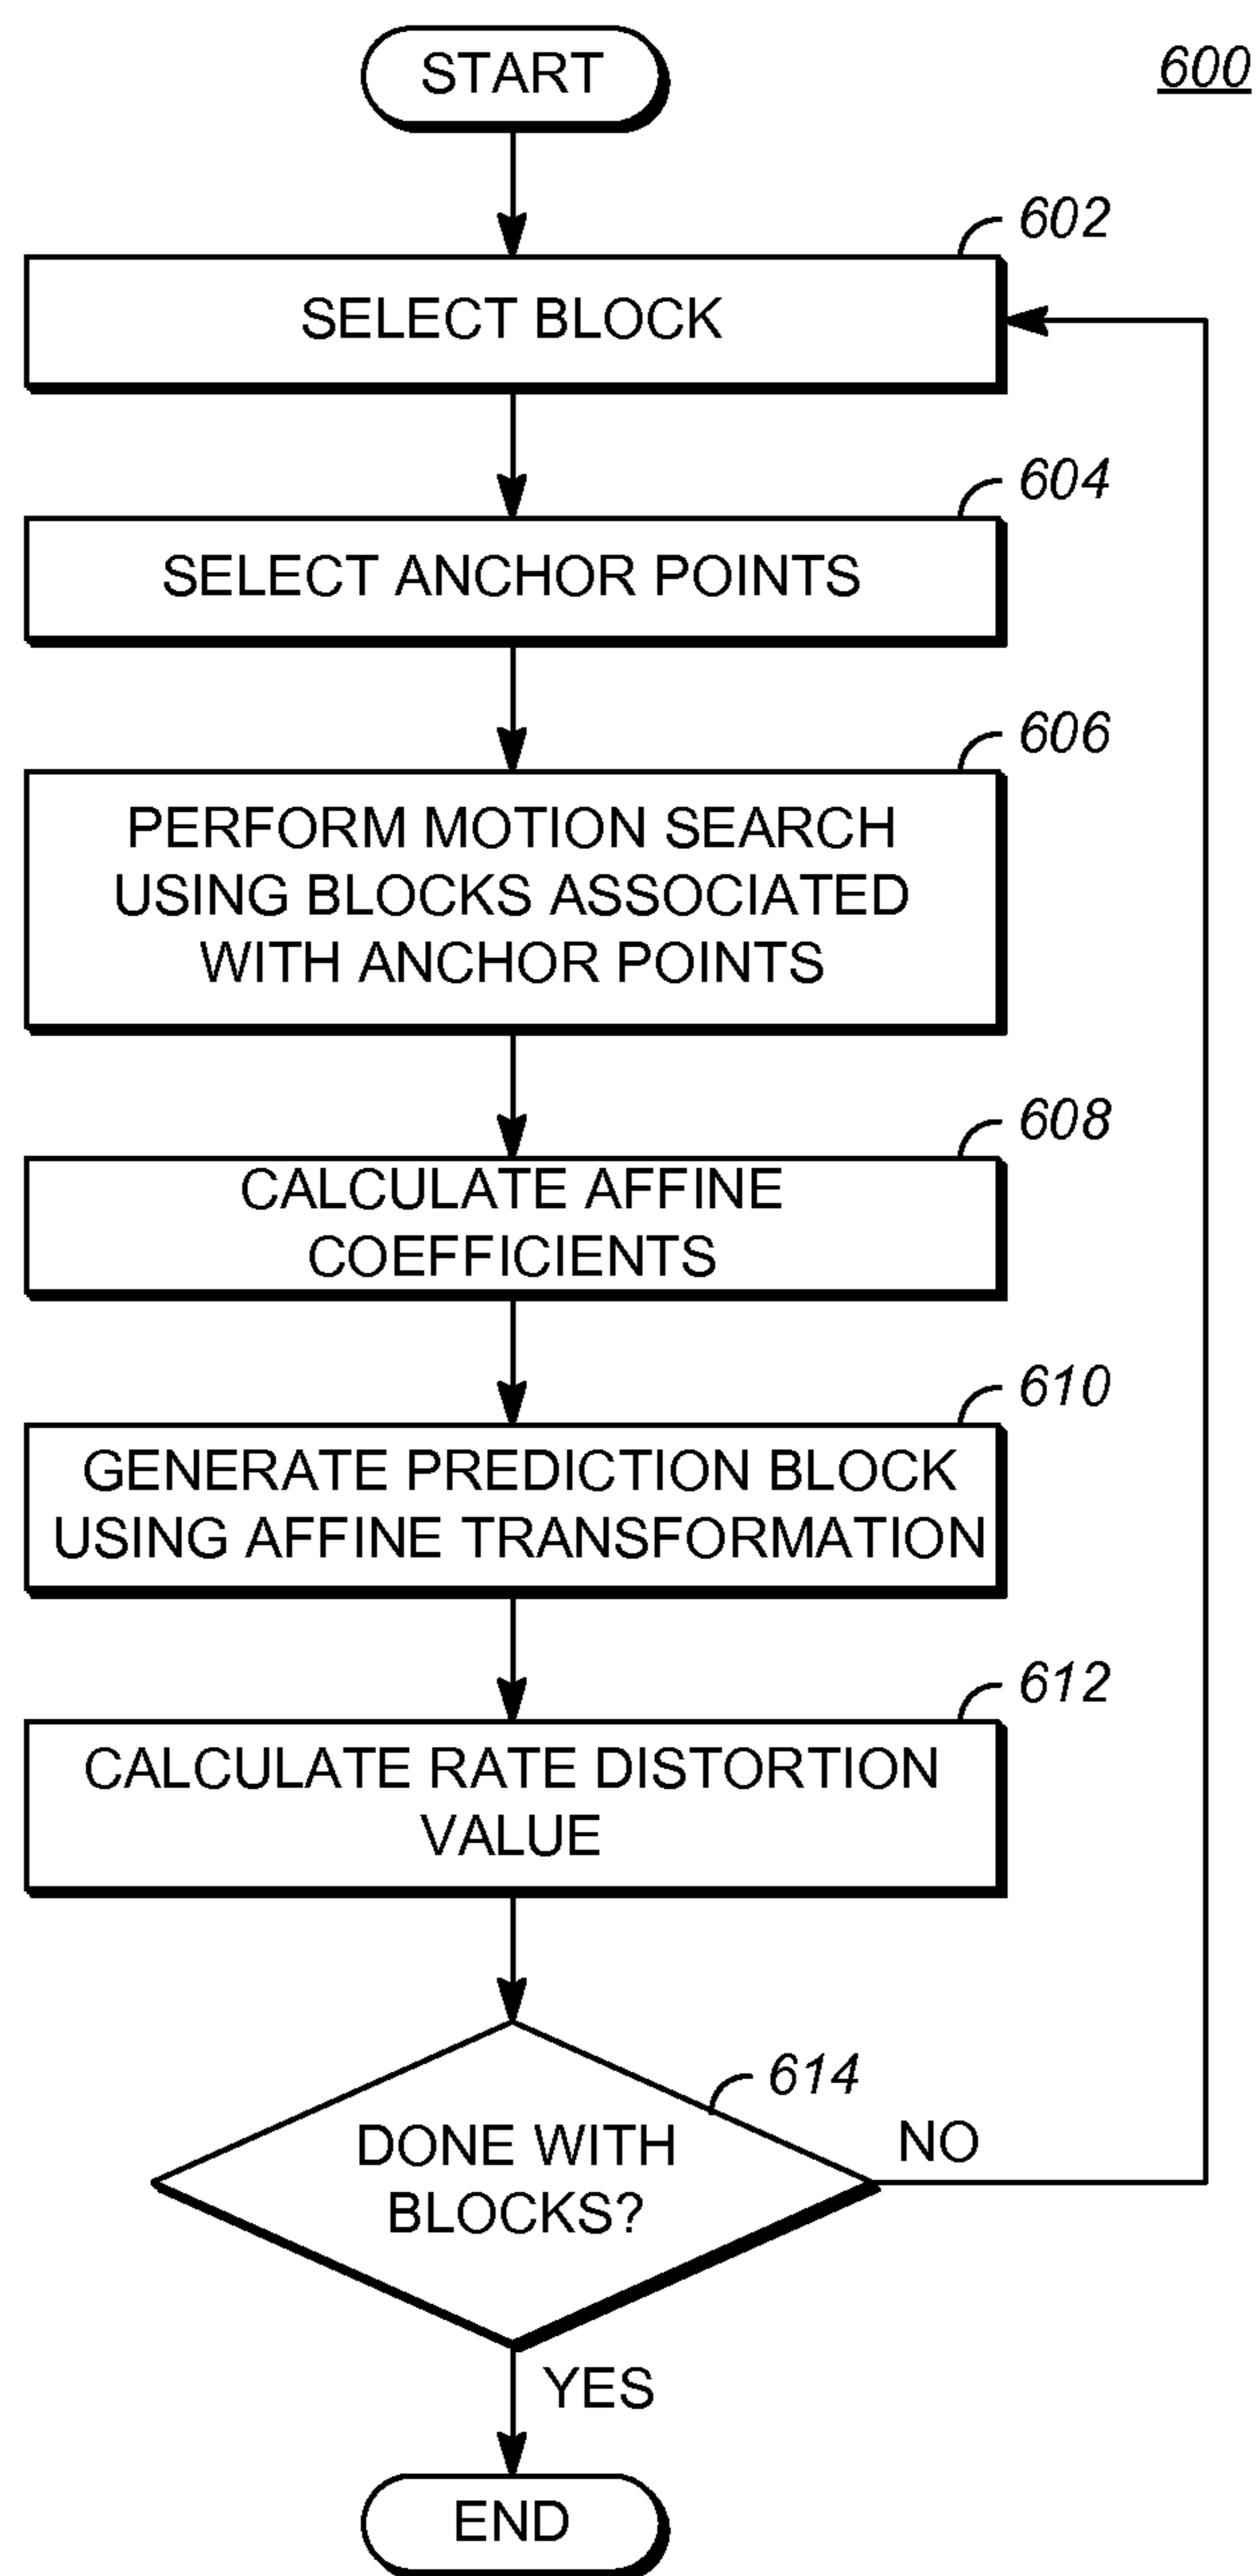 START
600
602
SELECT BLOCK
604
SELECT ANCHOR POINTS
606
PERFORM MOTION SEARCH
USING BLOCKS ASSOCIATED
WITH ANCHOR POINTS
608
CALCULATE AFFINE
COEFFICIENTS
610
GENERATE PREDICTION BLOCK
USING AFFINE TRANSFORMATION
612
CALCULATE RATE DISTORTION
VALUE
614
DONE WITH
BLOCKS?
NO
YES
END